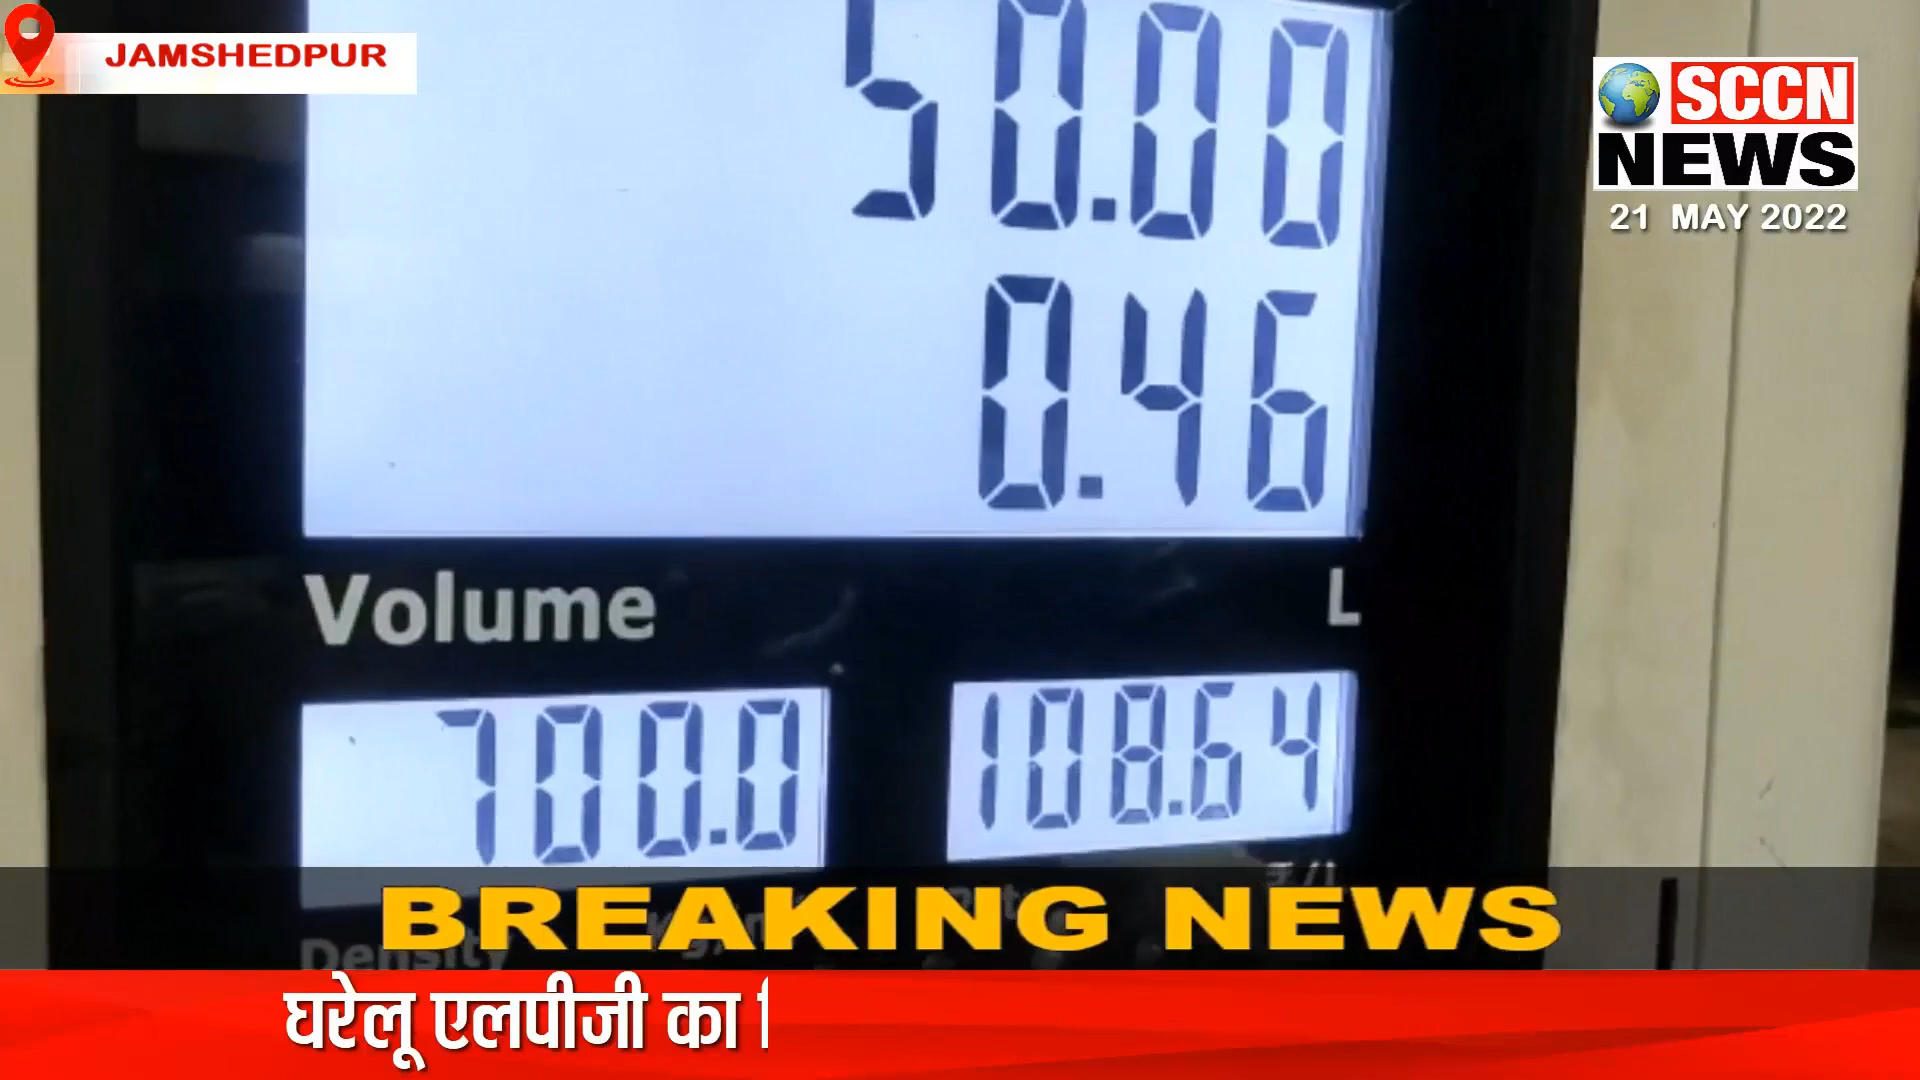 JAMSHEDPUR
SCCN
NEWS
21 MAY 2022
50.00
0.46
Volume L
700.0 108.64
₹/L
BREAKING NEWS
Density
घरेलू एलपीजी का